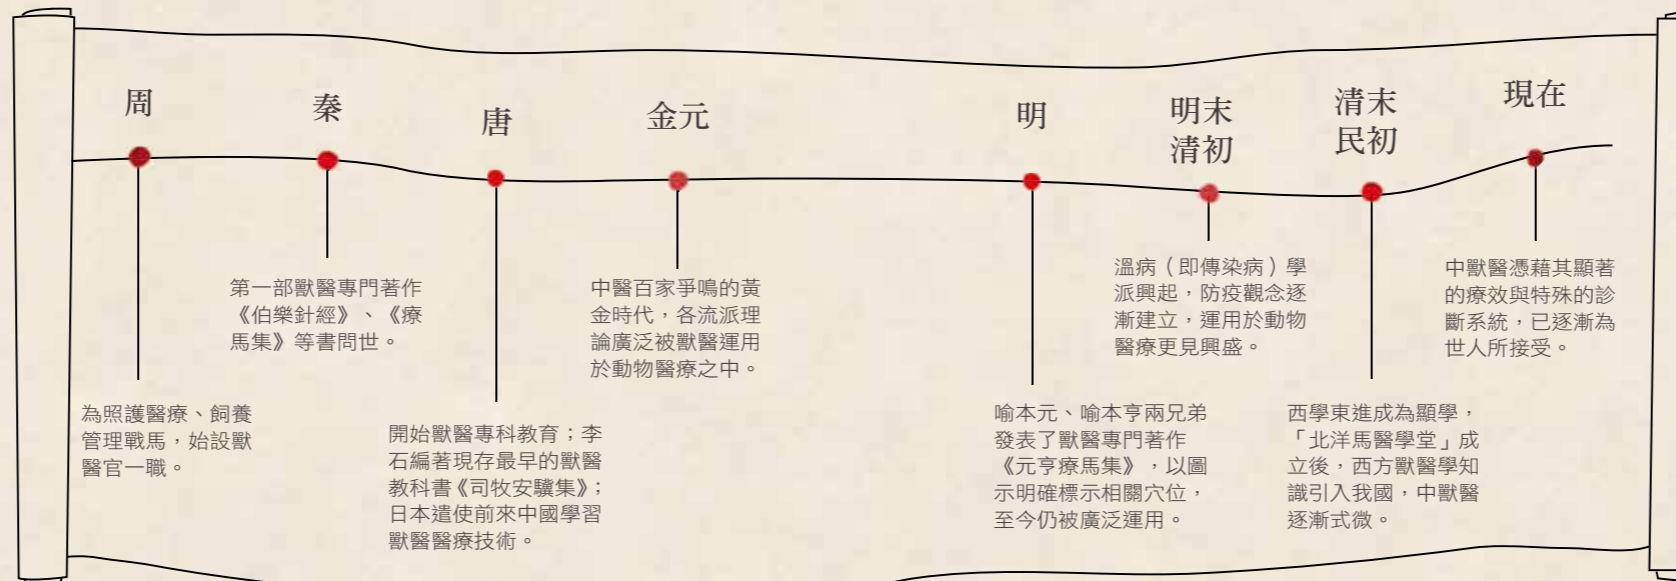 周
為照護醫療、飼養
管理戰馬，始設獸
醫官一職。
秦
第一部獸醫專門著作
《伯樂針經》、《療
馬集》等書問世。
唐
開始獸醫專科教育；李
石編著現存最早的獸醫
教科書《司牧安驥集》；
日本遣使前來中國學習
獸醫醫療技術。
金元
中醫百家爭鳴的黃
金時代，各流派理
論廣泛被獸醫運用
於動物醫療之中。
明
喻本元、喻本亨兩兄弟
發表了獸醫專門著作
《元亨療馬集》，以圖
示明確標示相關穴位，
至今仍被廣泛運用。
明末
清初
溫病（即傳染病）學
派興起，防疫觀念逐
漸建立，運用於動物
醫療更見興盛。
清末
民初
西學東進成為顯學，
「北洋馬醫學堂」成
立後，西方獸醫學知
識引入我國，中獸醫
逐漸式微。
現在
中獸醫憑藉其顯著
的療效與特殊的診
斷系統，已逐漸為
世人所接受。